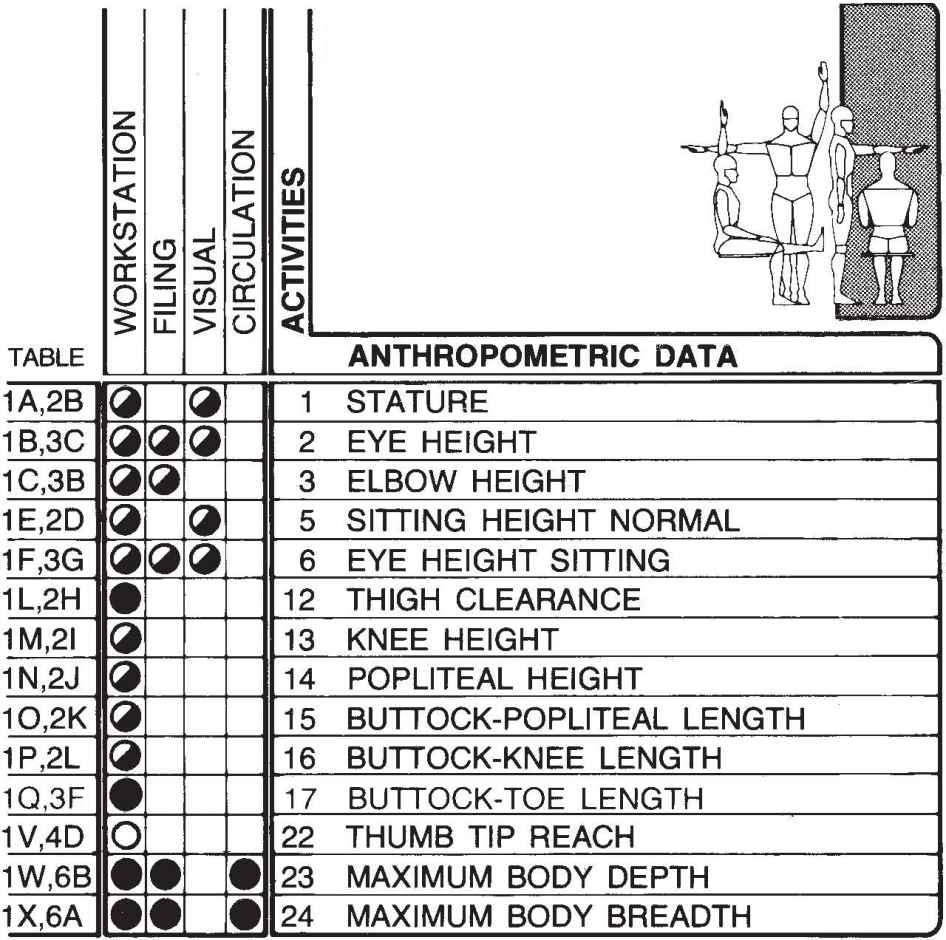 WORKSTATION
FILING
VISUAL
CIRCULATION
ACTIVITIES
TABLE ANTHROPOMETRIC DATA
1A,2B 1 STATURE
1B,3C 2 EYE HEIGHT
1C,3B 3 ELBOW HEIGHT
1E,2D 5 SITTING HEIGHT NORMAL
1F,3G 6 EYE HEIGHT SITTING
1L,2H 12 THIGH CLEARANCE
1M,2I 13 KNEE HEIGHT
1N,2J 14 POPLITEAL HEIGHT
1O,2K 15 BUTTOCK-POPLITEAL LENGTH
1P,2L 16 BUTTOCK-KNEE LENGTH
1Q,3F 17 BUTTOCK-TOE LENGTH
1V,4D 22 THUMB TIP REACH
1W,6B 23 MAXIMUM BODY DEPTH
1X,6A 24 MAXIMUM BODY BREADTH